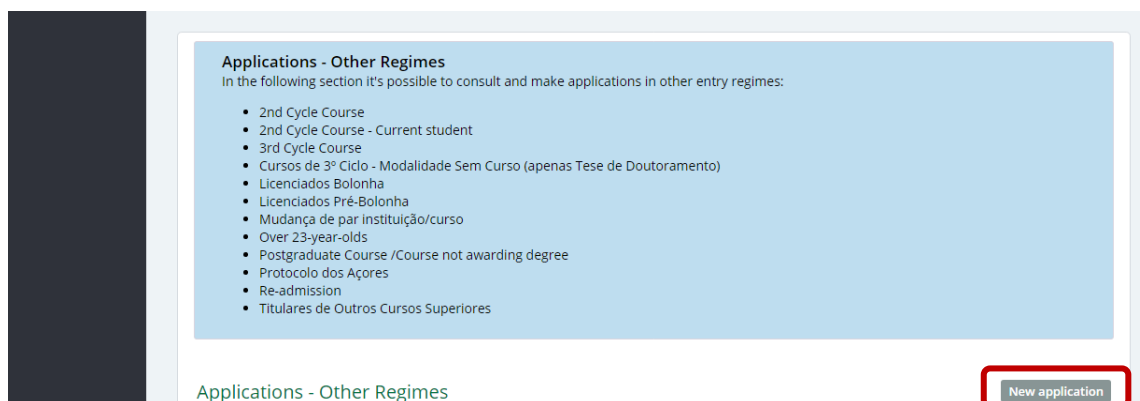 Applications - Other Regimes
In the following section it's possible to consult and make applications in other entry regimes:
2nd Cycle Course
2nd Cycle Course - Current student
3rd Cycle Course
Cursos de 3º Ciclo - Modalidade Sem Curso (apenas Tese de Doutoramento)
Licenciados Bolonha
Licenciados Pré-Bolonha
Mudança de par instituição/curso
Over 23-year-olds
Postgraduate Course /Course not awarding degree
Protocolo dos Açores
Re-admission
Titulares de Outros Cursos Superiores
Applications - Other Regimes
New application